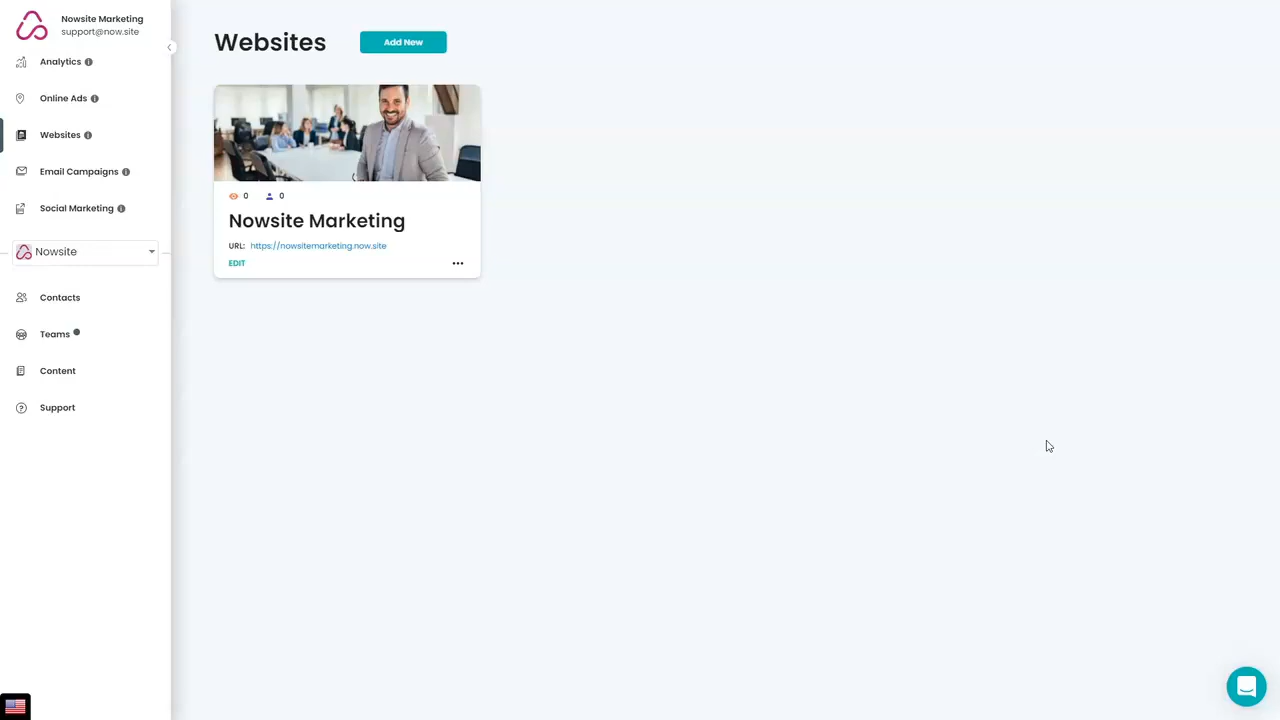 Nowsite Marketing
support@now.site
Analytics
Online Ads
Websites
Email Campaigns
Social Marketing
Nowsite
Contacts
Teams
Content
Support
Websites
Add New
0 0
Nowsite Marketing
URL: https://nowsitemarketing.now.site
EDIT